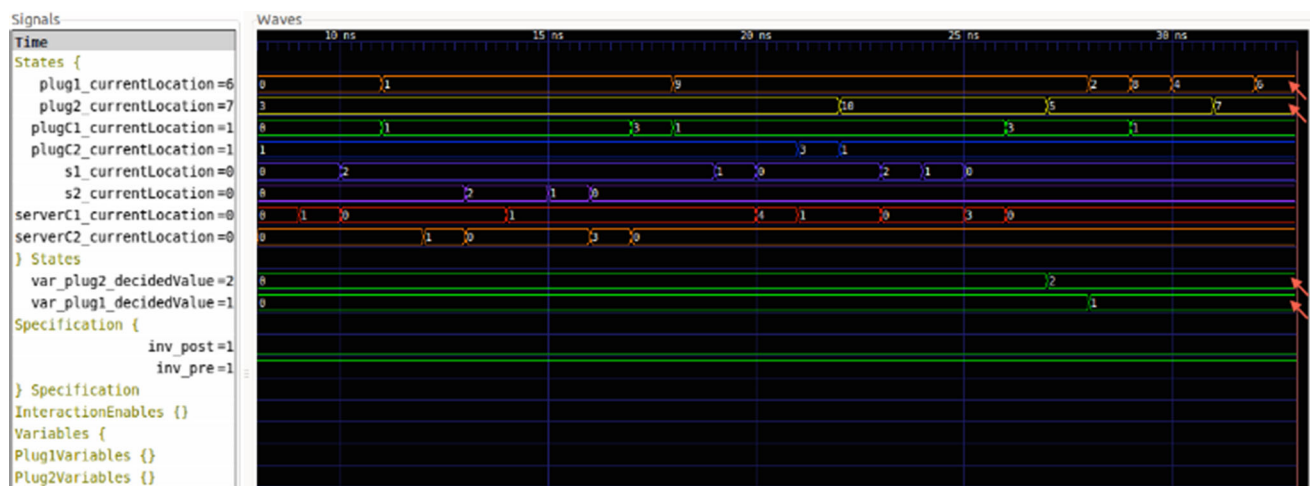 Signals Waves
Time 10 ns 15 ns 20 ns 25 ns 30 ns
States {
plug1_currentLocation=6 0 1 9 2 8 4 6
plug2_currentLocation=7 3 10 5 7
plugC1_currentLocation=1 0 1 3 1 3 1
plugC2_currentLocation=1 1 3 1
s1_currentLocation=0 0 2 1 0 2 1 0
s2_currentLocation=0 0 2 1 0
serverC1_currentLocation=0 0 1 0 1 4 1 0 3 0
serverC2_currentLocation=0 0 1 0 3 0
} States
var_plug2_decidedValue=2 0 2
var_plug1_decidedValue=1 0 1
Specification {
inv_post=1
inv_pre=1
} Specification
InteractionEnables {}
Variables {
Plug1Variables {}
Plug2Variables {}